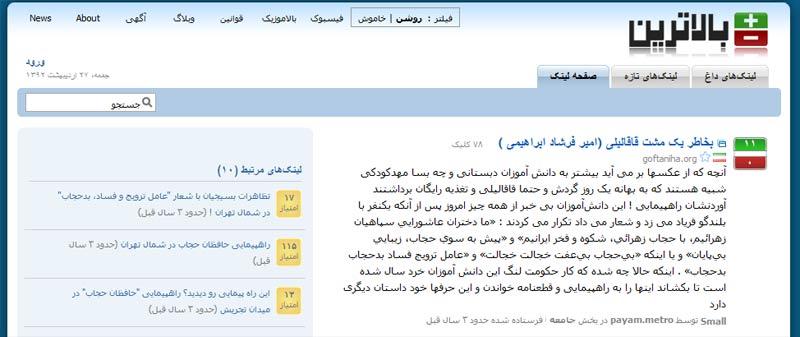 بالاترین
فیلتر : روشن | خاموش
فیسبوک
بالاموزیک
قوانین
وبلاگ
آگهی
About
News
ورود
جمعه، ۲۷ اردیبهشت ۱۳۹۲
لینک‌های داغ
لینک‌های تازه
صفحه لینک
جستجو
۱۱
۰
بخاطر یک مشت قاقالیلی (امیر فرشاد ابراهیمی )
۷۸ کلیک
goftaniha.org
آنچه که از عکسها بر می آید بیشتر به دانش آموزان دبستانی و چه بسا مهدکودکی
شبیه هستند که به بهانه یک روز گردش و حتما قاقالیلی و تغذیه رایگان برداشتند
آوردنشان راهپیمایی ! این دانش‌آموزان بی خبر از همه جیز امروز پس از آنکه یکنفر با
بلندگو فریاد می زد و شعار می داد تکرار می کردند : «ما دختران عاشورایی سپاهیان
زهرائیم، با حجاب زهرائی، شکوه و فخر ایرانیم» و «پیش به سوی حجاب، زیبایی
بی‌پایان» و یا اینکه «بی‌حجاب بی‌عفت خجالت خجالت» و «عامل ترویج فساد بدحجاب
بدحجاب» . اینکه حالا چه شده که کار حکومت لنگ این دانش آموزان خرد سال شده
است تا بکشاند اینها را به راهپیمایی و قطعنامه خواندن و این حرفها خود داستان دیگری
دارد
Small توسط payam.metro در بخش جامعه | فرستاده شده حدود ۳ سال قبل
لینک‌های مرتبط (۱۰)
۱۷
امتیاز
تظاهرات بسیجیان با شعار "عامل ترویج و فساد، بدحجاب"
در شمال تهران ! (حدود ۳ سال قبل)
۱۱۵
امتیاز
راهپیمایی حافظان حجاب در شمال تهران (حدود ۳ سال
قبل)
۱۳
امتیاز
این راه پیمایی رو دیدید؟ راهپیمایی "حافظان حجاب" در
میدان تجریش (حدود ۳ سال قبل)